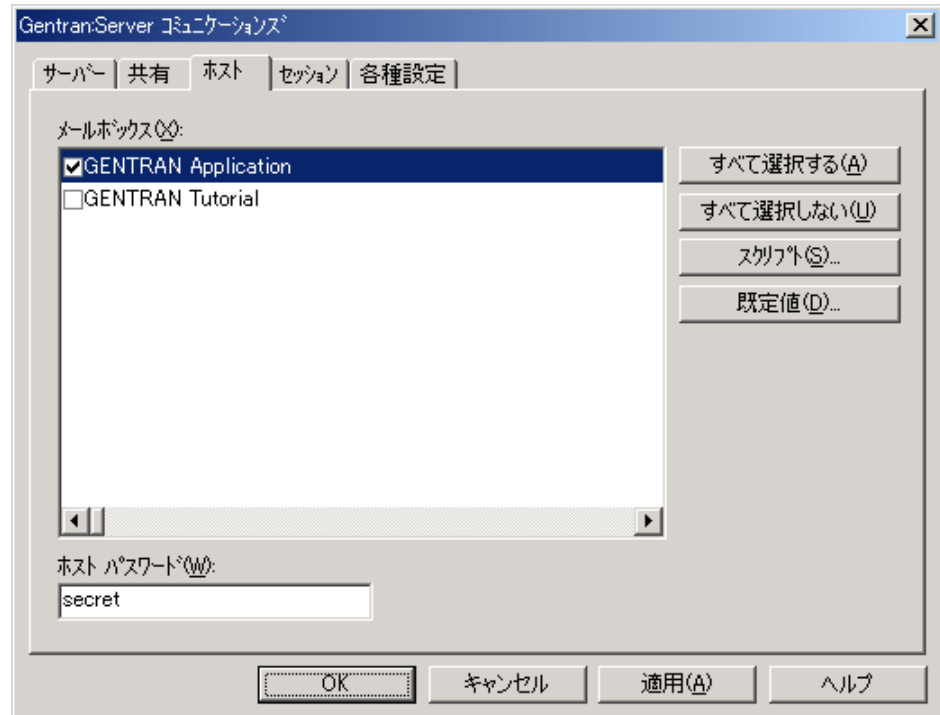 Gentran:Server ｺﾐｭﾆｹｰｼｮﾝｽﾞ
サーバー 共有 ホスト ｾｯｼｮﾝ 各種設定
ﾒｰﾙﾎﾞｯｸｽ(X):
GENTRAN Application
GENTRAN Tutorial
すべて選択する(A)
すべて選択しない(U)
ｽｸﾘﾌﾟﾄ(S)...
既定値(D)...
ﾎｽﾄ ﾊﾟｽﾜｰﾄﾞ(W):
secret
OK キャンセル 適用(A) ヘルプ